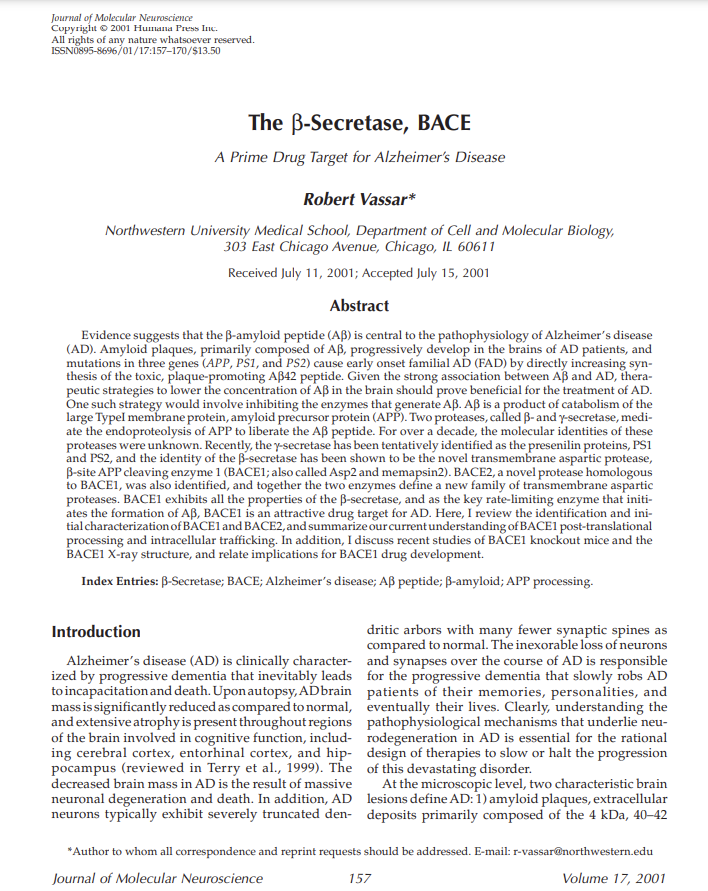 Journal of Molecular Neuroscience
Copyright © 2001 Humana Press Inc.
All rights of any nature whatsoever reserved.
ISSN0895-8696/01/17:157–170/$13.50
The β-Secretase, BACE
A Prime Drug Target for Alzheimer's Disease
Robert Vassar*
Northwestern University Medical School, Department of Cell and Molecular Biology,
303 East Chicago Avenue, Chicago, IL 60611
Received July 11, 2001; Accepted July 15, 2001
Abstract
Evidence suggests that the β-amyloid peptide (Aβ) is central to the pathophysiology of Alzheimer's disease
(AD). Amyloid plaques, primarily composed of Aβ, progressively develop in the brains of AD patients, and
mutations in three genes (APP, PS1, and PS2) cause early onset familial AD (FAD) by directly increasing syn-
thesis of the toxic, plaque-promoting Aβ42 peptide. Given the strong association between Aβ and AD, thera-
peutic strategies to lower the concentration of Aβ in the brain should prove beneficial for the treatment of AD.
One such strategy would involve inhibiting the enzymes that generate Aβ. Aβ is a product of catabolism of the
large TypeI membrane protein, amyloid precursor protein (APP). Two proteases, called β- and γ-secretase, medi-
ate the endoproteolysis of APP to liberate the Aβ peptide. For over a decade, the molecular identities of these
proteases were unknown. Recently, the γ-secretase has been tentatively identified as the presenilin proteins, PS1
and PS2, and the identity of the β-secretase has been shown to be the novel transmembrane aspartic protease,
β-site APP cleaving enzyme 1 (BACE1; also called Asp2 and memapsin2). BACE2, a novel protease homologous
to BACE1, was also identified, and together the two enzymes define a new family of transmembrane aspartic
proteases. BACE1 exhibits all the properties of the β-secretase, and as the key rate-limiting enzyme that initi-
ates the formation of Aβ, BACE1 is an attractive drug target for AD. Here, I review the identification and ini-
tial characterization of BACE1 and BACE2, and summarize our current understanding of BACE1 post-translational
processing and intracellular trafficking. In addition, I discuss recent studies of BACE1 knockout mice and the
BACE1 X-ray structure, and relate implications for BACE1 drug development.
Index Entries: β-Secretase; BACE; Alzheimer's disease; Aβ peptide; β-amyloid; APP processing.
Introduction
Alzheimer's disease (AD) is clinically character-
ized by progressive dementia that inevitably leads
to incapacitation and death. Upon autopsy, AD brain
mass is significantly reduced as compared to normal,
and extensive atrophy is present throughout regions
of the brain involved in cognitive function, includ-
ing cerebral cortex, entorhinal cortex, and hip-
pocampus (reviewed in Terry et al., 1999). The
decreased brain mass in AD is the result of massive
neuronal degeneration and death. In addition, AD
neurons typically exhibit severely truncated den-
dritic arbors with many fewer synaptic spines as
compared to normal. The inexorable loss of neurons
and synapses over the course of AD is responsible
for the progressive dementia that slowly robs AD
patients of their memories, personalities, and
eventually their lives. Clearly, understanding the
pathophysiological mechanisms that underlie neu-
rodegeneration in AD is essential for the rational
design of therapies to slow or halt the progression
of this devastating disorder.
At the microscopic level, two characteristic brain
lesions define AD: 1) amyloid plaques, extracellular
deposits primarily composed of the 4 kDa, 40–42
*Author to whom all correspondence and reprint requests should be addressed. E-mail: r-vassar@northwestern.edu
Journal of Molecular Neuroscience 157 Volume 17, 2001